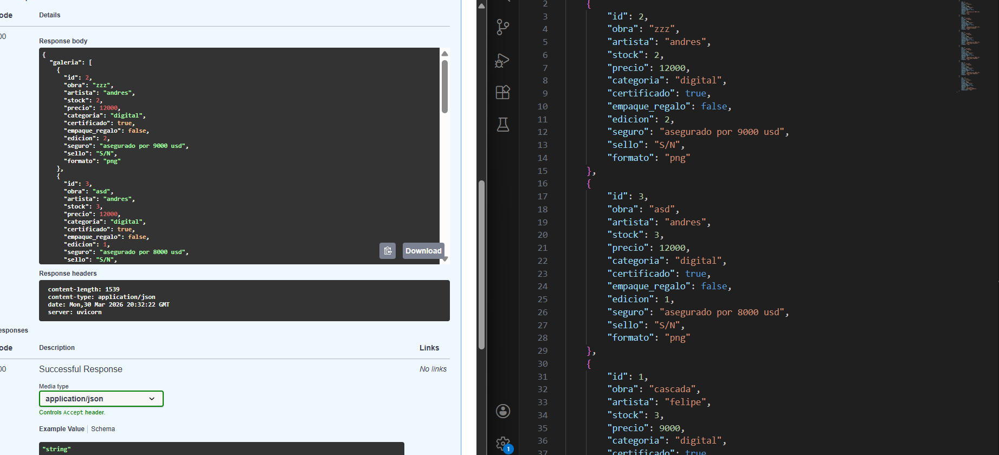 ode Details
00
Response body
{
"galeria": [
{
"id": 2,
"obra": "zzz",
"artista": "andres",
"stock": 2,
"precio": 12000,
"categoria": "digital",
"certificado": true,
"empaque_regalo": false,
"edicion": 2,
"seguro": "asegurado por 9000 usd",
"sello": "S/N",
"formato": "png"
},
{
"id": 3,
"obra": "asd",
"artista": "andres",
"stock": 3,
"precio": 12000,
"categoria": "digital",
"certificado": true,
"empaque_regalo": false,
"edicion": 1,
"seguro": "asegurado por 8000 usd",
"sello": "S/N",
Download
Response headers
content-length: 1539
content-type: application/json
date: Mon,30 Mar 2026 20:32:22 GMT
server: uvicorn
esponses
ode Description Links
00 Successful Response No links
Media type
application/json
Controls Accept header.
Example Value Schema
"string"
2 {
3 "id": 2,
4 "obra": "zzz",
5 "artista": "andres",
6 "stock": 2,
7 "precio": 12000,
8 "categoria": "digital",
9 "certificado": true,
10 "empaque_regalo": false,
11 "edicion": 2,
12 "seguro": "asegurado por 9000 usd",
13 "sello": "S/N",
14 "formato": "png"
15 },
16 {
17 "id": 3,
18 "obra": "asd",
19 "artista": "andres",
20 "stock": 3,
21 "precio": 12000,
22 "categoria": "digital",
23 "certificado": true,
24 "empaque_regalo": false,
25 "edicion": 1,
26 "seguro": "asegurado por 8000 usd",
27 "sello": "S/N",
28 "formato": "png"
29 },
30 {
31 "id": 1,
32 "obra": "cascada",
33 "artista": "felipe",
34 "stock": 3,
35 "precio": 9000,
36 "categoria": "digital",
37 "certificado": true
1